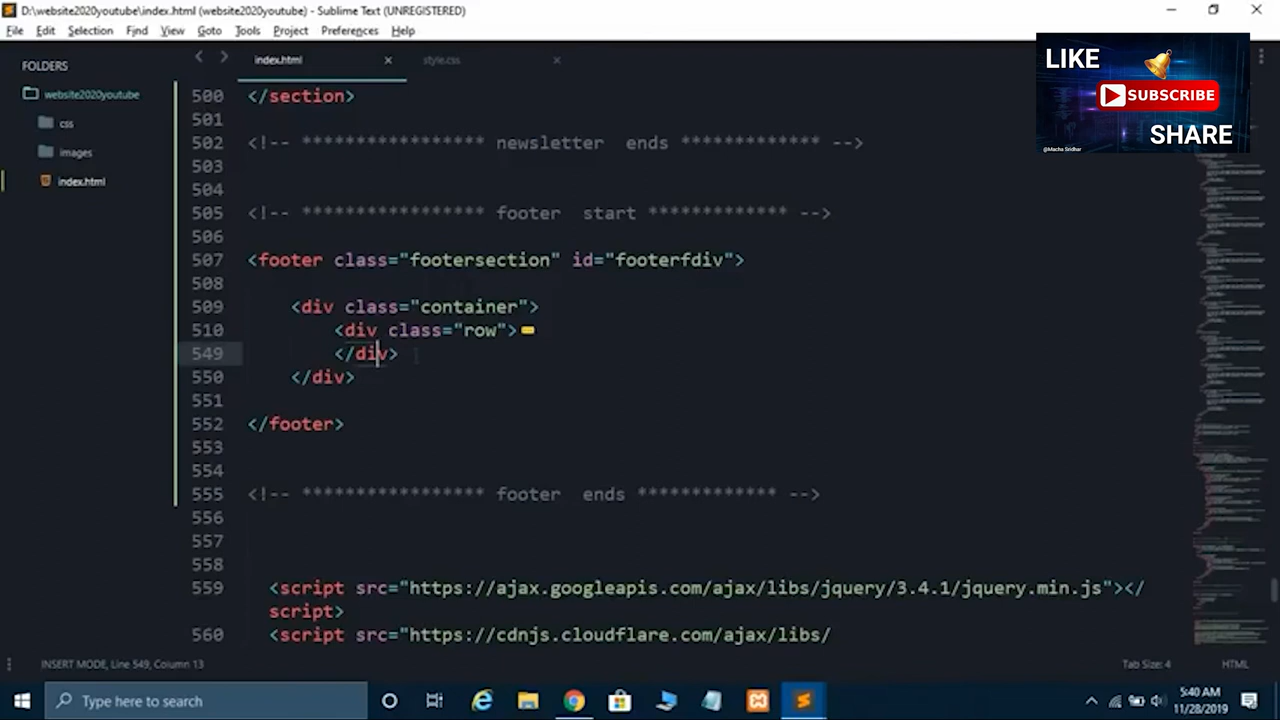 D:\website2020youtube\index.html (website2020youtube) - Sublime Text (UNREGISTERED)
File Edit Selection Find View Goto Tools Project Preferences Help
FOLDERS
website2020youtube
css
images
index.html
index.html
style.css
LIKE
SUBSCRIBE
SHARE
@Macha Sridhar
500 </section>
501
502 <!-- ***************** newsletter ends ************* -->
503
504
505 <!-- ***************** footer start ************* -->
506
507 <footer class="footersection" id="footerfdiv">
508
509 <div class="container">
510 <div class="row">
549 </div>
550 </div>
551
552 </footer>
553
554
555 <!-- ***************** footer ends ************* -->
556
557
558
559 <script src="https://ajax.googleapis.com/ajax/libs/jquery/3.4.1/jquery.min.js"></
script>
560 <script src="https://cdnjs.cloudflare.com/ajax/libs/
INSERT MODE, Line 549, Column 13
Tab Size: 4
HTML
Type here to search
5:40 AM
11/28/2019